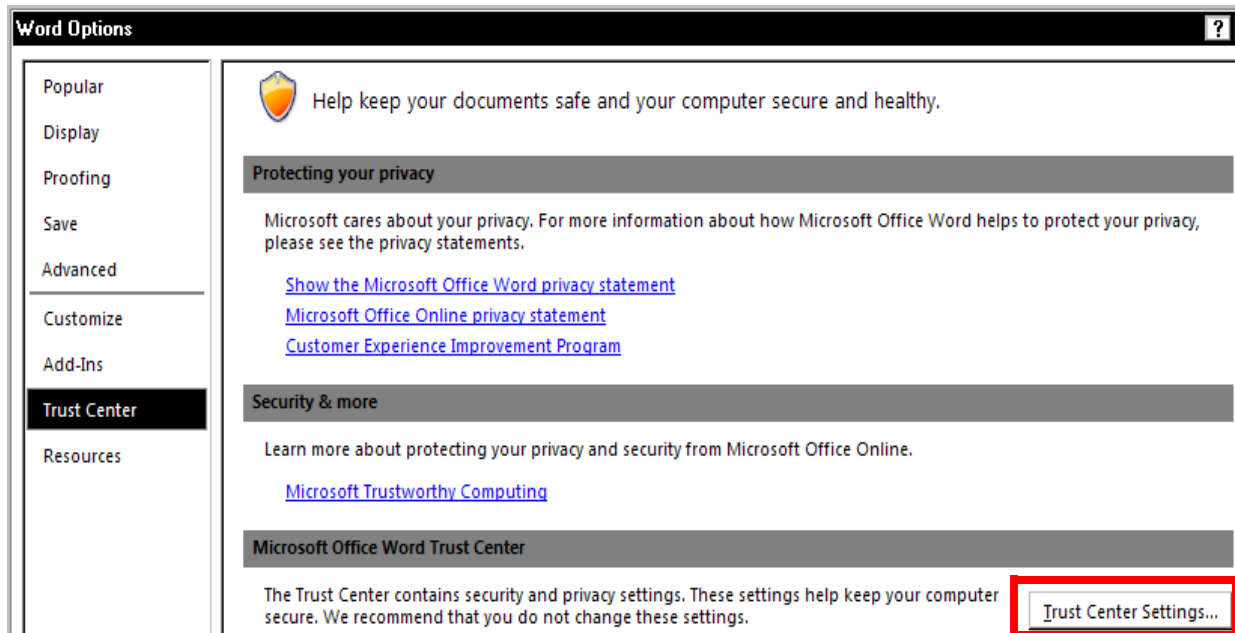 Word Options
?
Popular
Display
Proofing
Save
Advanced
Customize
Add-Ins
Trust Center
Resources
Help keep your documents safe and your computer secure and healthy.
Protecting your privacy
Microsoft cares about your privacy. For more information about how Microsoft Office Word helps to protect your privacy,
please see the privacy statements.
Show the Microsoft Office Word privacy statement
Microsoft Office Online privacy statement
Customer Experience Improvement Program
Security & more
Learn more about protecting your privacy and security from Microsoft Office Online.
Microsoft Trustworthy Computing
Microsoft Office Word Trust Center
The Trust Center contains security and privacy settings. These settings help keep your computer
secure. We recommend that you do not change these settings.
Trust Center Settings...